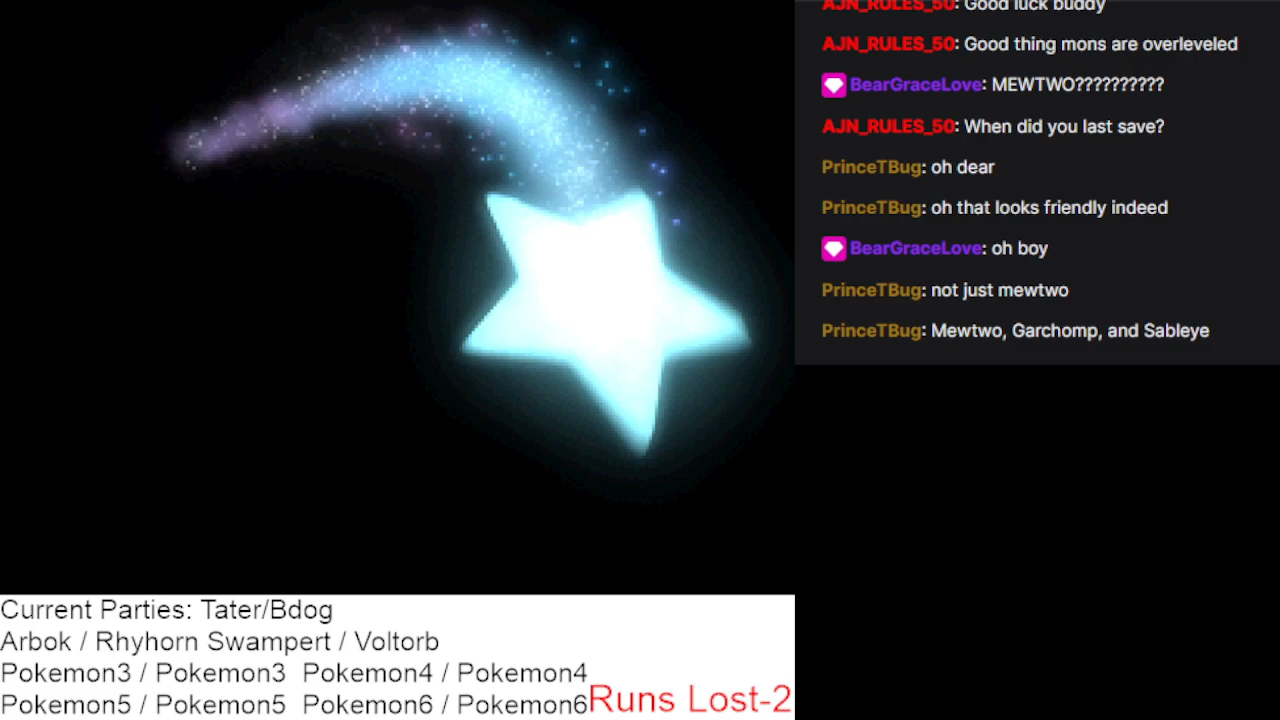 AJN_RULES_50: Good luck buddy
AJN_RULES_50: Good thing mons are overleveled
BearGraceLove: MEWTWO??????????
AJN_RULES_50: When did you last save?
PrinceTBug: oh dear
PrinceTBug: oh that looks friendly indeed
BearGraceLove: oh boy
PrinceTBug: not just mewtwo
PrinceTBug: Mewtwo, Garchomp, and Sableye
Current Parties: Tater/Bdog
Arbok / Rhyhorn Swampert / Voltorb
Pokemon3 / Pokemon3 Pokemon4 / Pokemon4
Pokemon5 / Pokemon5 Pokemon6 / Pokemon6
Runs Lost-2